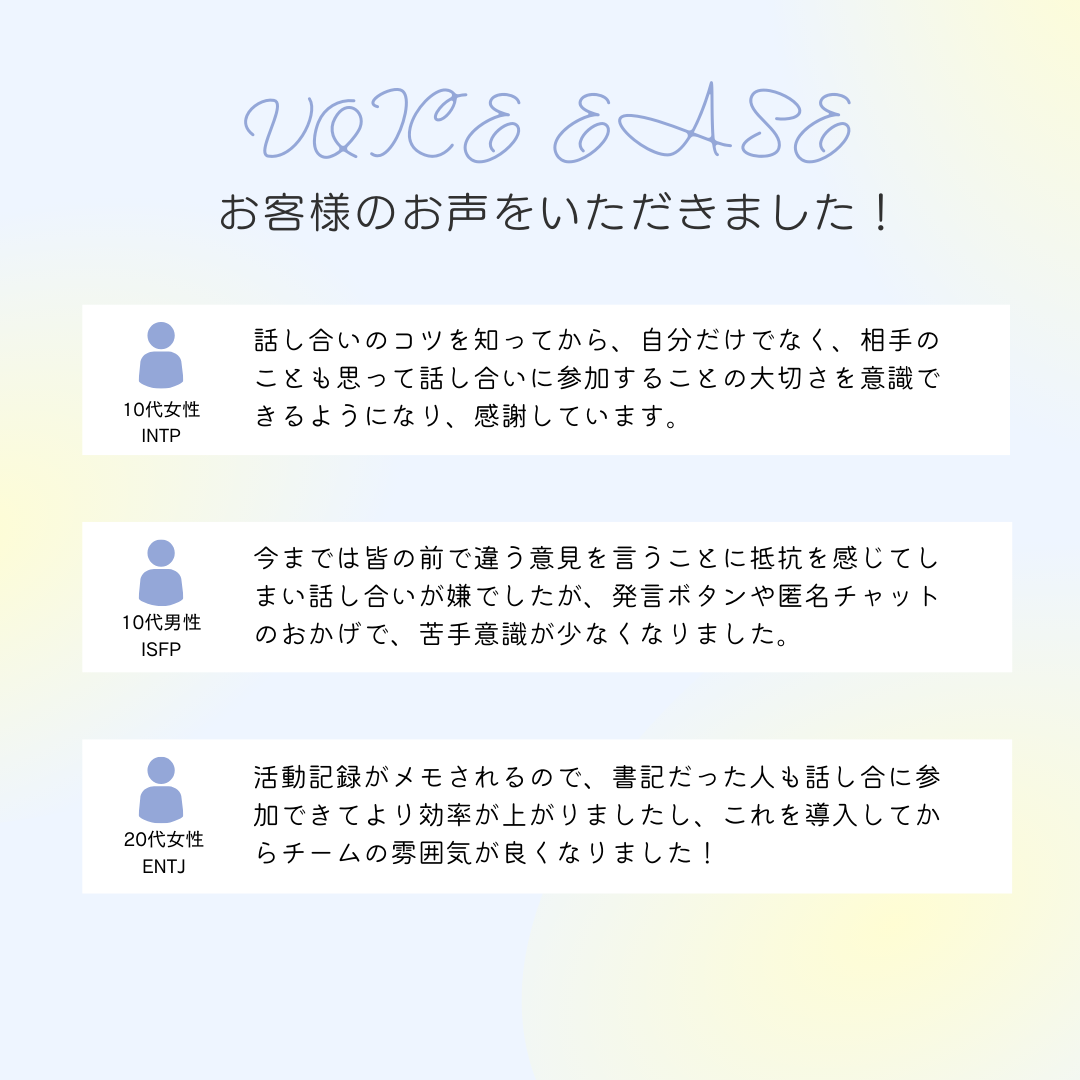 VOICE EASE
お客様のお声をいただきました！
話し合いのコツを知ってから、自分だけでなく、相手の
ことも思って話し合いに参加することの大切さを意識で
きるようになり、感謝しています。
10代女性
INTP
今までは皆の前で違う意見を言うことに抵抗を感じてし
まい話し合いが嫌でしたが、発言ボタンや匿名チャット
のおかげで、苦手意識が少なくなりました。
10代男性
ISFP
活動記録がメモされるので、書記だった人も話し合に参
加できてより効率が上がりましたし、これを導入してか
らチームの雰囲気が良くなりました！
20代女性
ENTJ